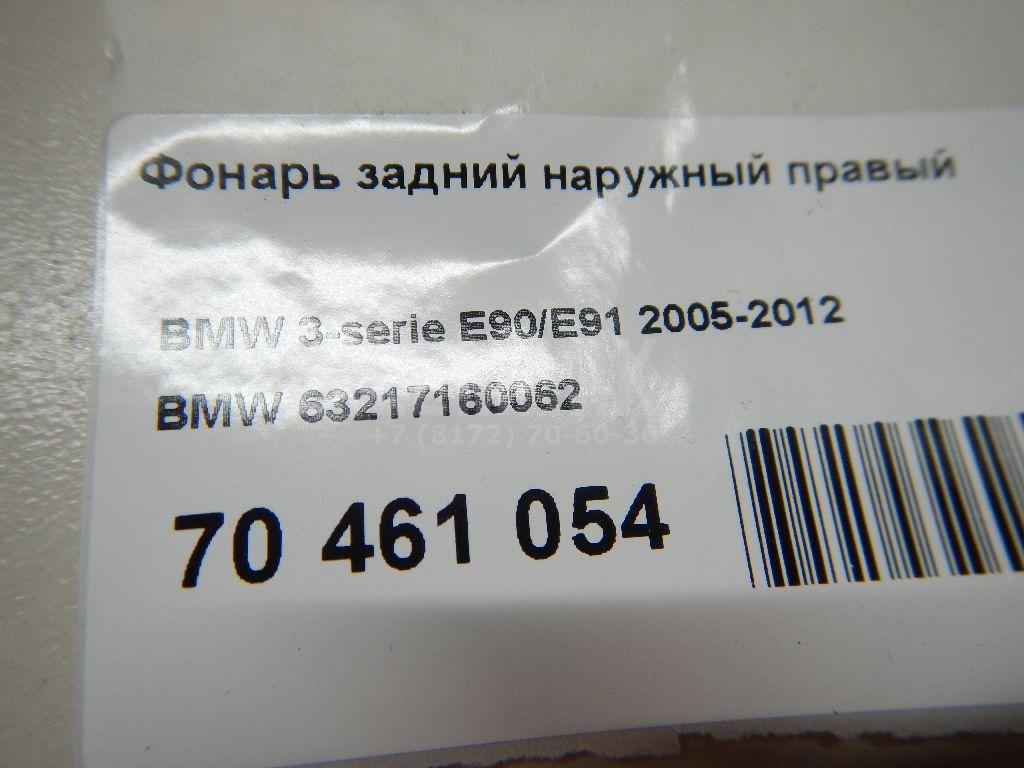 Фонарь задний наружный правый
BMW 3-serie E90/E91 2005-2012
BMW 63217160062
+7 (8172) 70-60-36
70 461 054